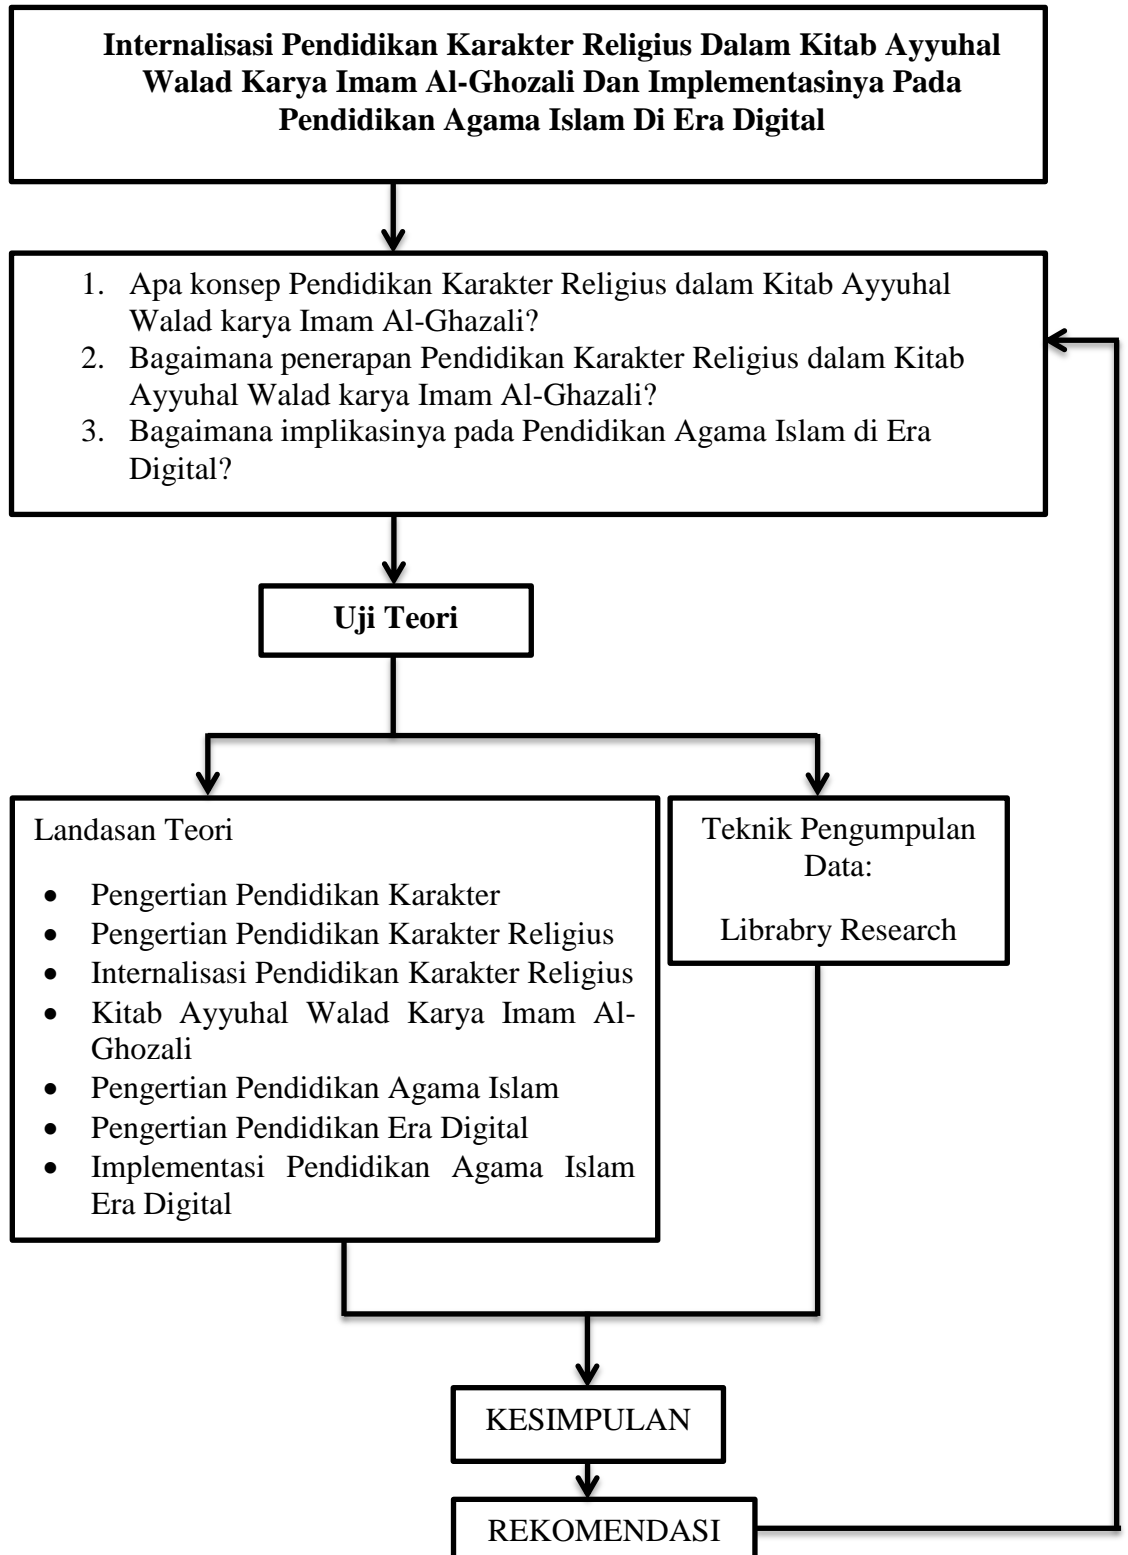 Internalisasi Pendidikan Karakter Religius Dalam Kitab Ayyuhal
Walad Karya Imam Al-Ghozali Dan Implementasinya Pada
Pendidikan Agama Islam Di Era Digital
1. Apa konsep Pendidikan Karakter Religius dalam Kitab Ayyuhal
Walad karya Imam Al-Ghazali?
2. Bagaimana penerapan Pendidikan Karakter Religius dalam Kitab
Ayyuhal Walad karya Imam Al-Ghazali?
3. Bagaimana implikasinya pada Pendidikan Agama Islam di Era
Digital?
Uji Teori
Landasan Teori
• Pengertian Pendidikan Karakter
• Pengertian Pendidikan Karakter Religius
• Internalisasi Pendidikan Karakter Religius
• Kitab Ayyuhal Walad Karya Imam Al-
Ghozali
• Pengertian Pendidikan Agama Islam
• Pengertian Pendidikan Era Digital
• Implementasi Pendidikan Agama Islam
Era Digital
Teknik Pengumpulan
Data:
Librabry Research
KESIMPULAN
REKOMENDASI